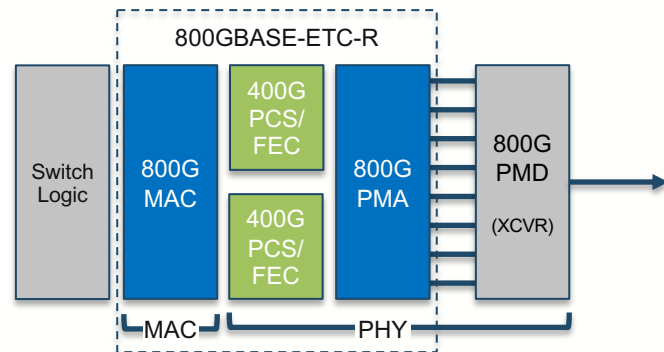 800GBASE-ETC-R
Switch
Logic
800G
MAC
400G
PCS/
FEC
400G
PCS/
FEC
800G
PMA
800G
PMD
(XCVR)
MAC
PHY